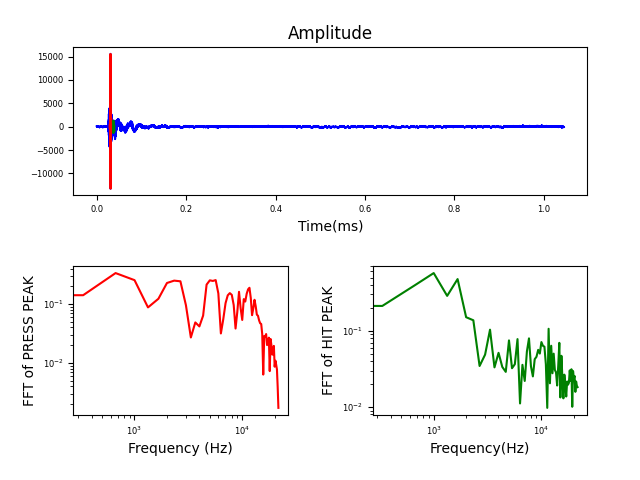 Amplitude
15000
10000
5000
0
−5000
−10000
0.0 0.2 0.4 0.6 0.8 1.0
Time(ms)
FFT of PRESS PEAK
10⁻¹
10⁻²
10³ 10⁴
Frequency (Hz)
FFT of HIT PEAK
10⁻¹
10⁻²
10³ 10⁴
Frequency(Hz)